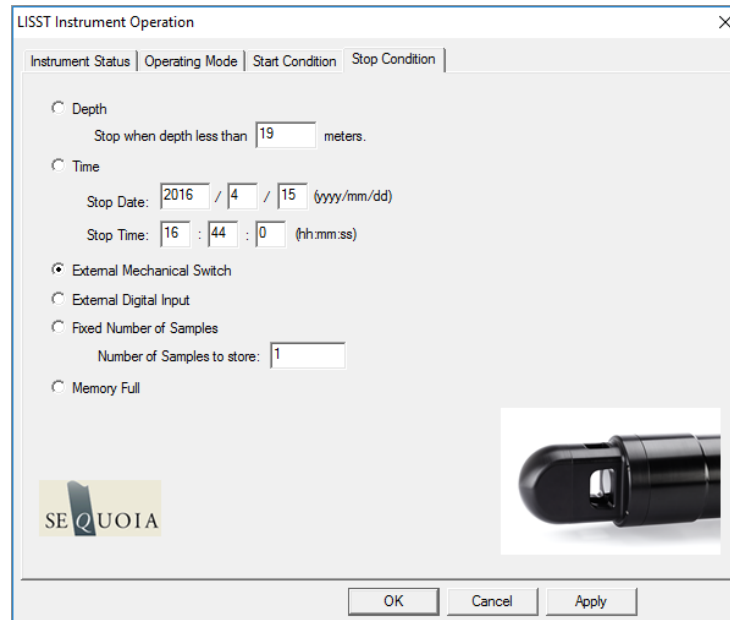 LISST Instrument Operation
Instrument Status Operating Mode Start Condition Stop Condition
Depth
Stop when depth less than 19 meters.
Time
Stop Date: 2016 / 4 / 15 (yyyy/mm/dd)
Stop Time: 16 : 44 : 0 (hh:mm:ss)
External Mechanical Switch
External Digital Input
Fixed Number of Samples
Number of Samples to store: 1
Memory Full
SEQUOIA
OK Cancel Apply